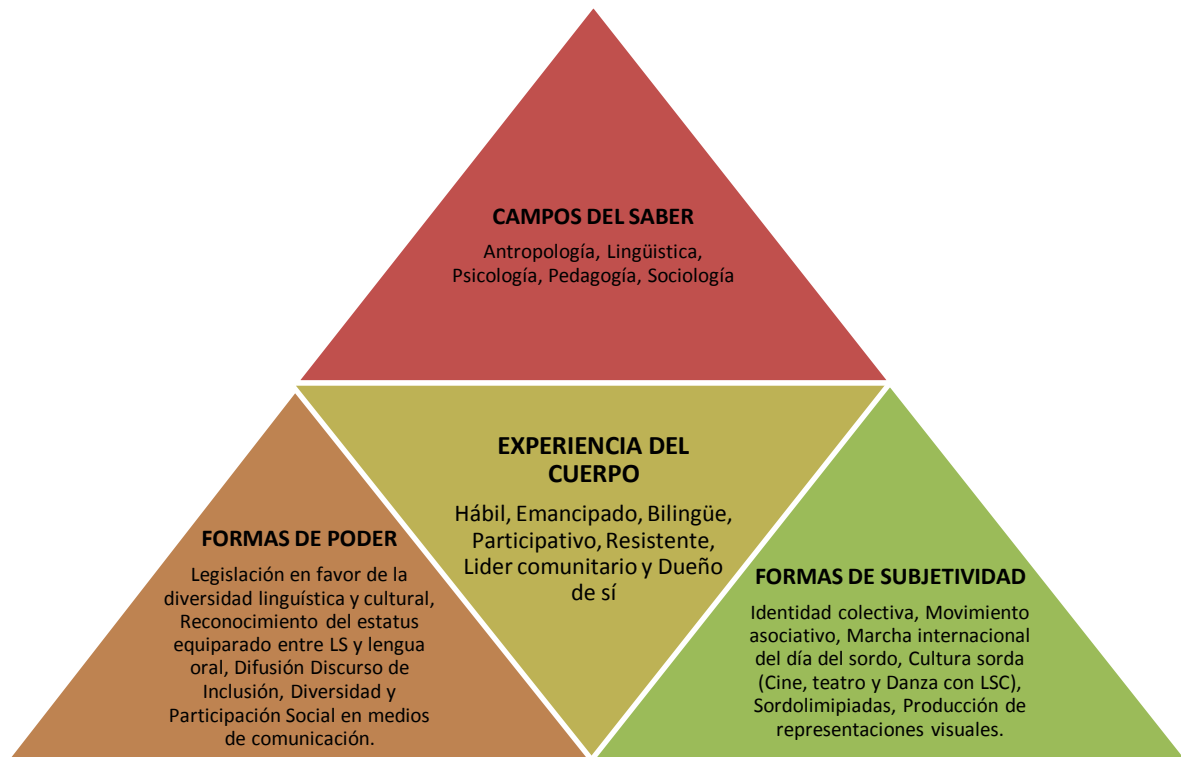 CAMPOS DEL SABER
Antropología, Lingüistica,
Psicología, Pedagogía, Sociología
EXPERIENCIA DEL
CUERPO
Hábil, Emancipado, Bilingüe,
Participativo, Resistente,
Lider comunitario y Dueño
de sí
FORMAS DE PODER
Legislación en favor de la
diversidad linguística y cultural,
Reconocimiento del estatus
equiparado entre LS y lengua
oral, Difusión Discurso de
Inclusión, Diversidad y
Participación Social en medios
de comunicación.
FORMAS DE SUBJETIVIDAD
Identidad colectiva, Movimiento
asociativo, Marcha internacional
del día del sordo, Cultura sorda
(Cine, teatro y Danza con LSC),
Sordolimipiadas, Producción de
representaciones visuales.